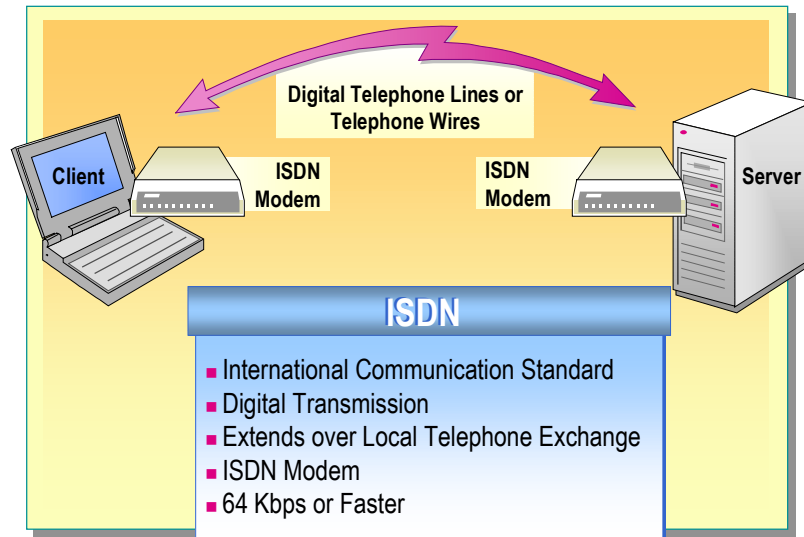 Digital Telephone Lines or
Telephone Wires
Client
ISDN
Modem
ISDN
Modem
Server
ISDN
International Communication Standard
Digital Transmission
Extends over Local Telephone Exchange
ISDN Modem
64 Kbps or Faster